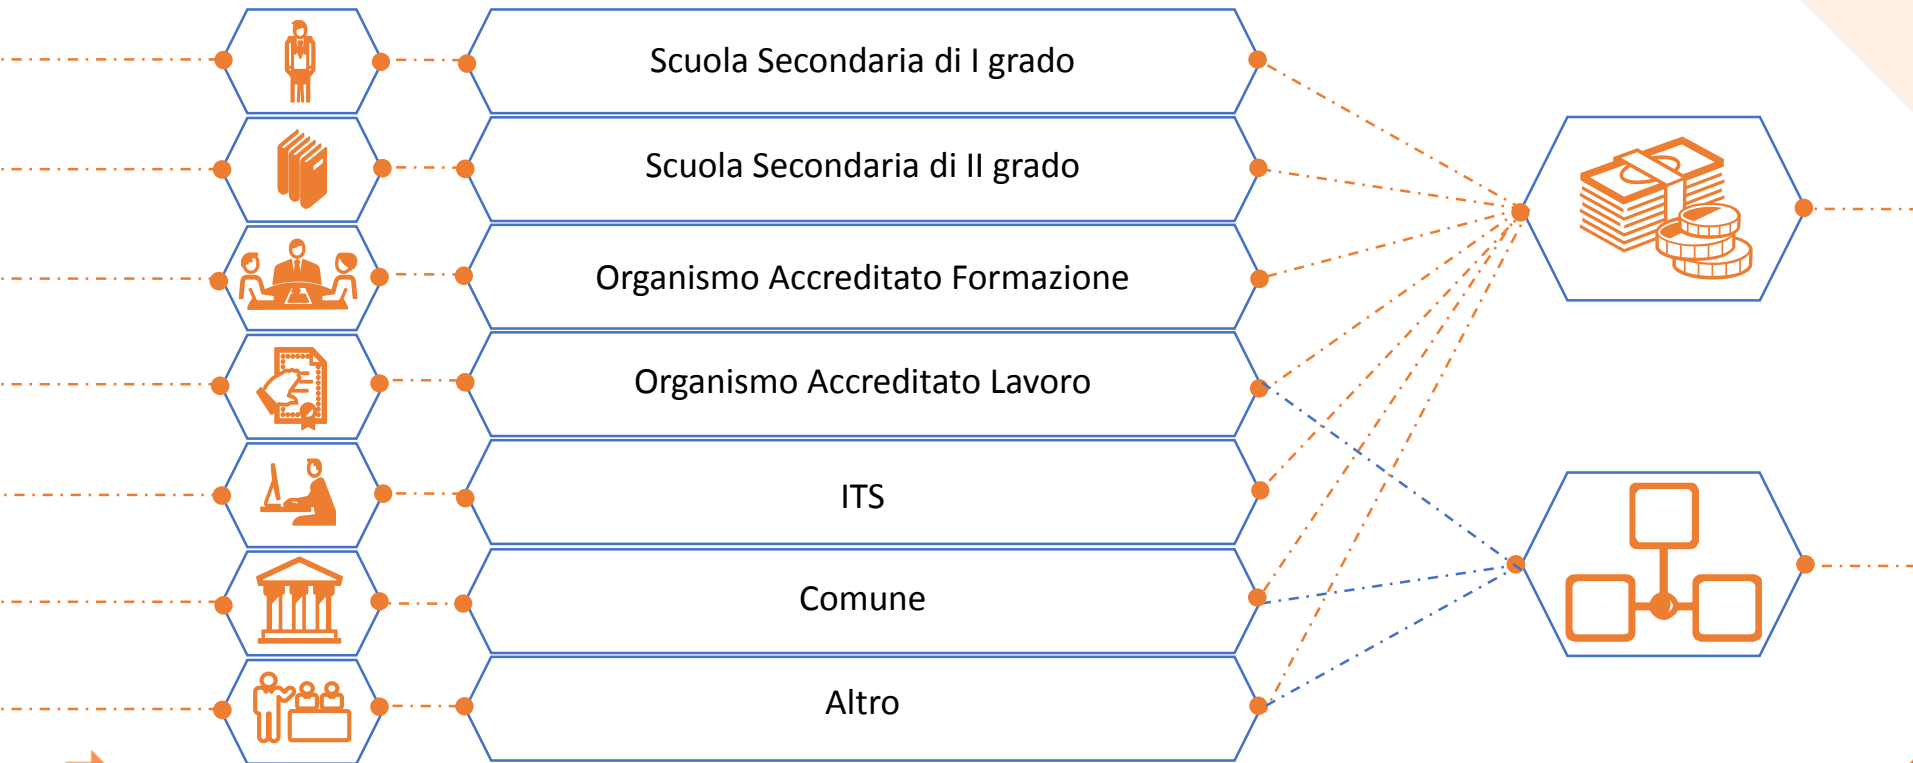 Scuola Secondaria di I grado
Scuola Secondaria di II grado
Organismo Accreditato Formazione
Organismo Accreditato Lavoro
ITS
Comune
Altro